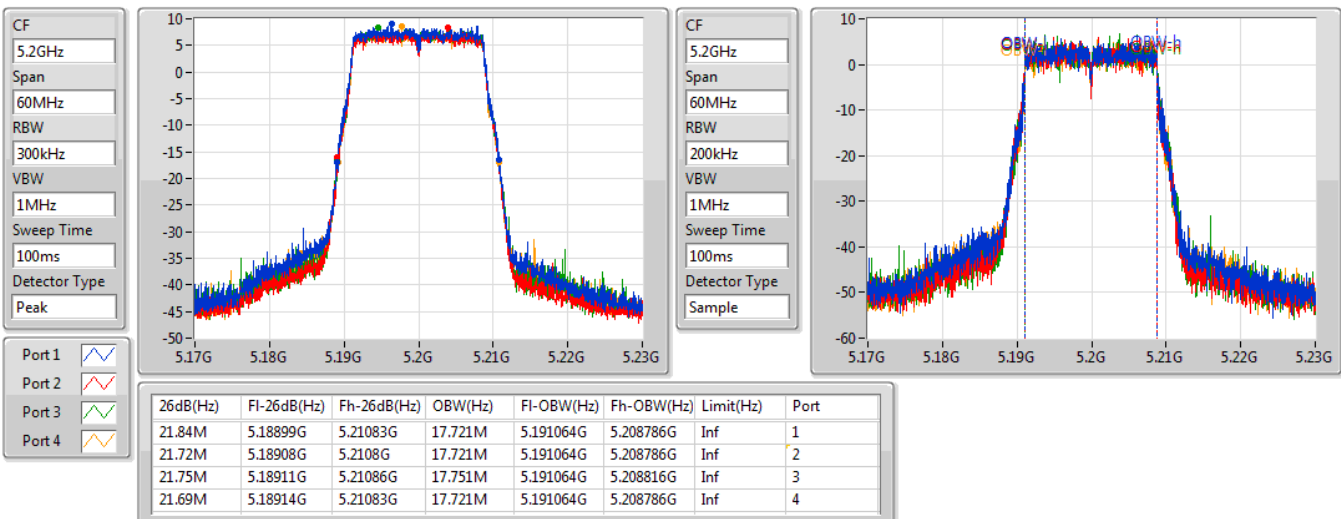 CF
5.2GHz
Span
60MHz
RBW
300kHz
VBW
1MHz
Sweep Time
100ms
Detector Type
Peak
10
5
0
-5
-10
-15
-20
-25
-30
-35
-40
-45
-50
5.17G 5.18G 5.19G 5.2G 5.21G 5.22G 5.23G
CF
5.2GHz
Span
60MHz
RBW
200kHz
VBW
1MHz
Sweep Time
100ms
Detector Type
Sample
10
0
-10
-20
-30
-40
-50
-60
OBW-h
5.17G 5.18G 5.19G 5.2G 5.21G 5.22G 5.23G
Port 1
Port 2
Port 3
Port 4
26dB(Hz) Fl-26dB(Hz) Fh-26dB(Hz) OBW(Hz) Fl-OBW(Hz) Fh-OBW(Hz) Limit(Hz) Port
21.84M 5.18899G 5.21083G 17.721M 5.191064G 5.208786G Inf 1
21.72M 5.18908G 5.2108G 17.721M 5.191064G 5.208786G Inf 2
21.75M 5.18911G 5.21086G 17.751M 5.191064G 5.208816G Inf 3
21.69M 5.18914G 5.21083G 17.721M 5.191064G 5.208786G Inf 4